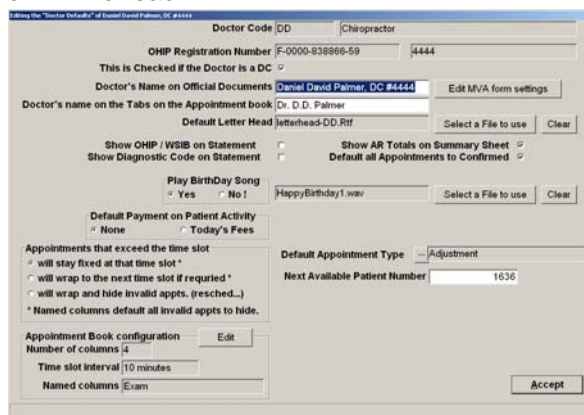 Editing the "Doctor Defaults" of Daniel David Palmer, DC #4444
Doctor Code DD Chiropractor
OHIP Registration Number F-0000-838866-59 4444
This is Checked if the Doctor is a DC
Doctor's Name on Official Documents Daniel David Palmer, DC #4444 Edit MVA form settings
Doctor's name on the Tabs on the Appointment book Dr. D.D. Palmer
Default Letter Head letterhead-DD.Rtf Select a File to use Clear
Show OHIP / WSIB on Statement Show AR Totals on Summary Sheet
Show Diagnostic Code on Statement Default all Appointments to Confirmed
Play BirthDay Song
Yes No ! HappyBirthday1.wav Select a File to use Clear
Default Payment on Patient Activity
None Today's Fees
Appointments that exceed the time slot
will stay fixed at that time slot * Default Appointment Type ... Adjustment
will wrap to the next time slot if requried * Next Available Patient Number 1636
will wrap and hide invalid appts. (resched...)
* Named columns default all invalid appts to hide.
Appointment Book configuration Edit
Number of columns 4
Time slot interval 10 minutes
Named columns Exam Accept